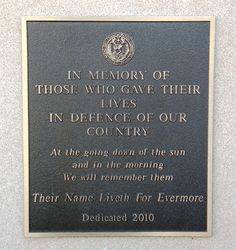 IN MEMORY OF
THOSE WHO GAVE THEIR
LIVES
IN DEFENCE OF OUR
COUNTRY
At the going down of the sun
and in the morning
We will remember them
Their Name Liveth For Evermore
Dedicated 2010